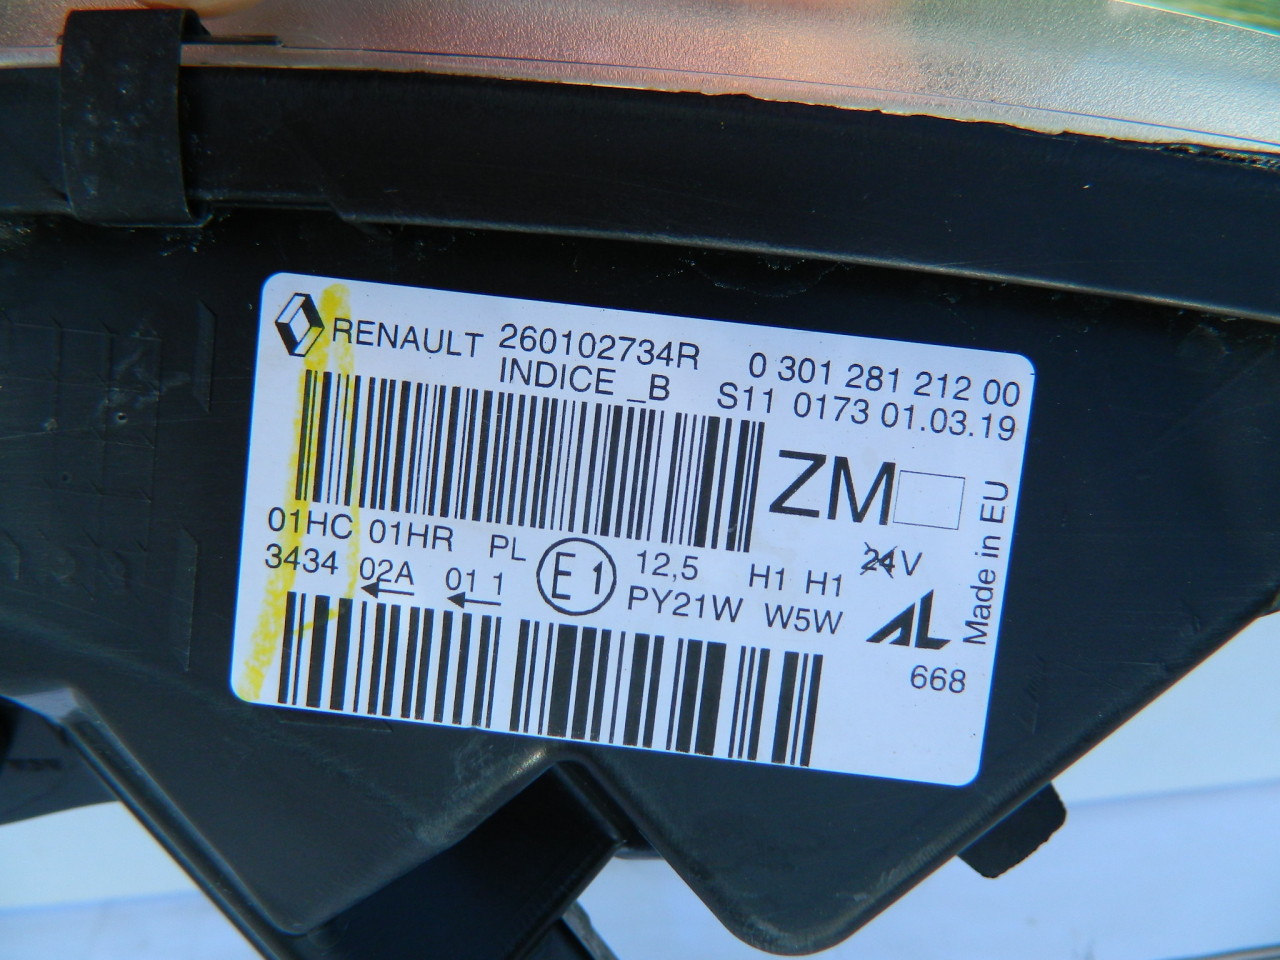 RENAULT 260102734R 0 301 281 212 00
INDICE _B S11 0173 01.03.19
ZM
Made in EU
01HC 01HR PL E1 12,5 H1 H1 24V
3434 02A 01 1 PY21W W5W AL
668